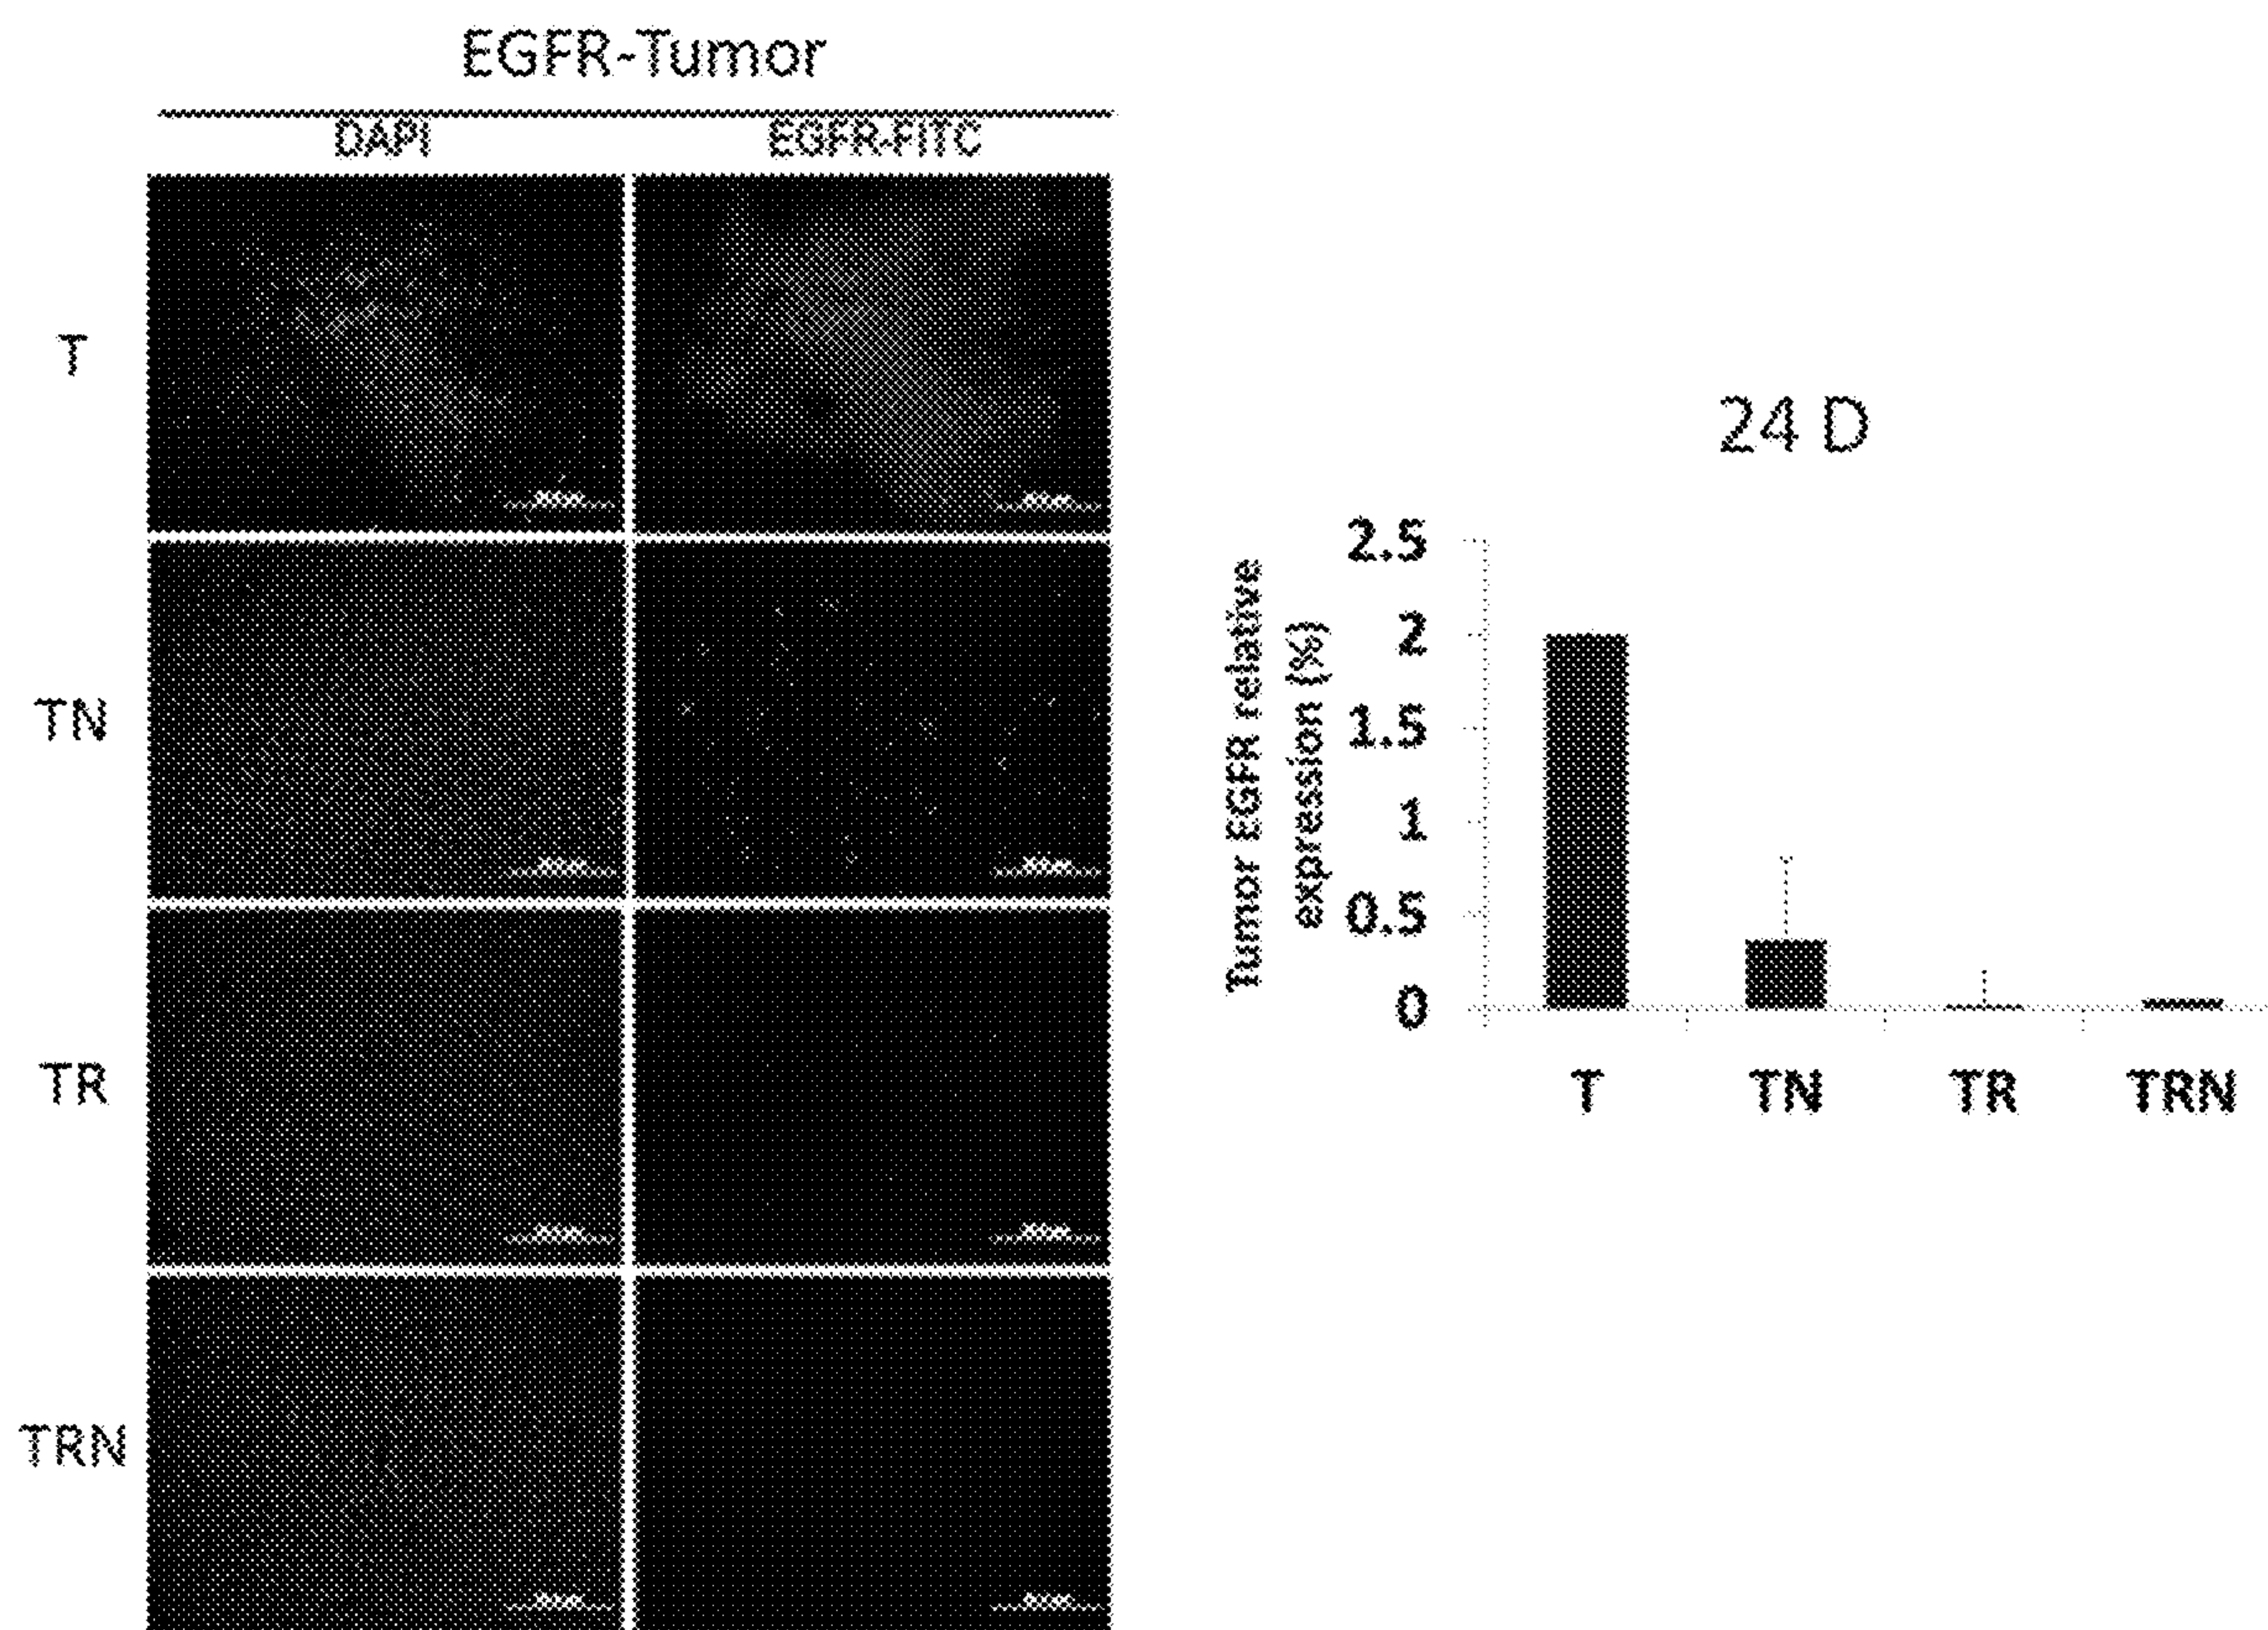 EGFR-Tumor
DAPI
EGFR-FITC
T
TN
TR
TRN
24 D
Tumor EGFR relative
expression (%)
2.5
2
1.5
1
0.5
0
T
TN
TR
TRN